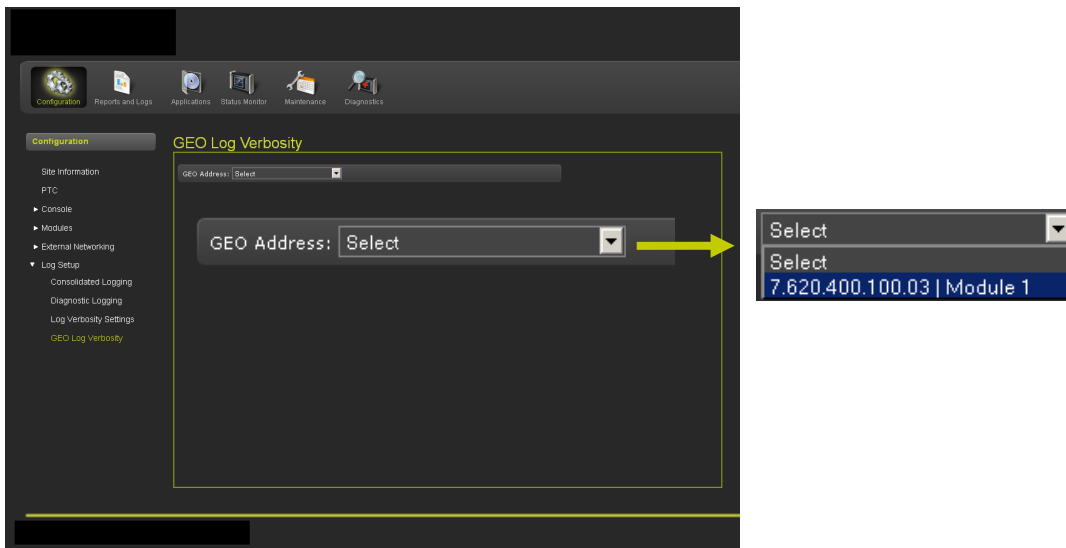 Configuration
Reports and Logs
Applications
Status Monitor
Maintenance
Diagnostics
Configuration
Site Information
PTC
Console
Modules
External Networking
Log Setup
Consolidated Logging
Diagnostic Logging
Log Verbosity Settings
GEO Log Verbosity
GEO Log Verbosity
GEO Address: Select
GEO Address: Select
Select
Select
7.620.400.100.03 | Module 1